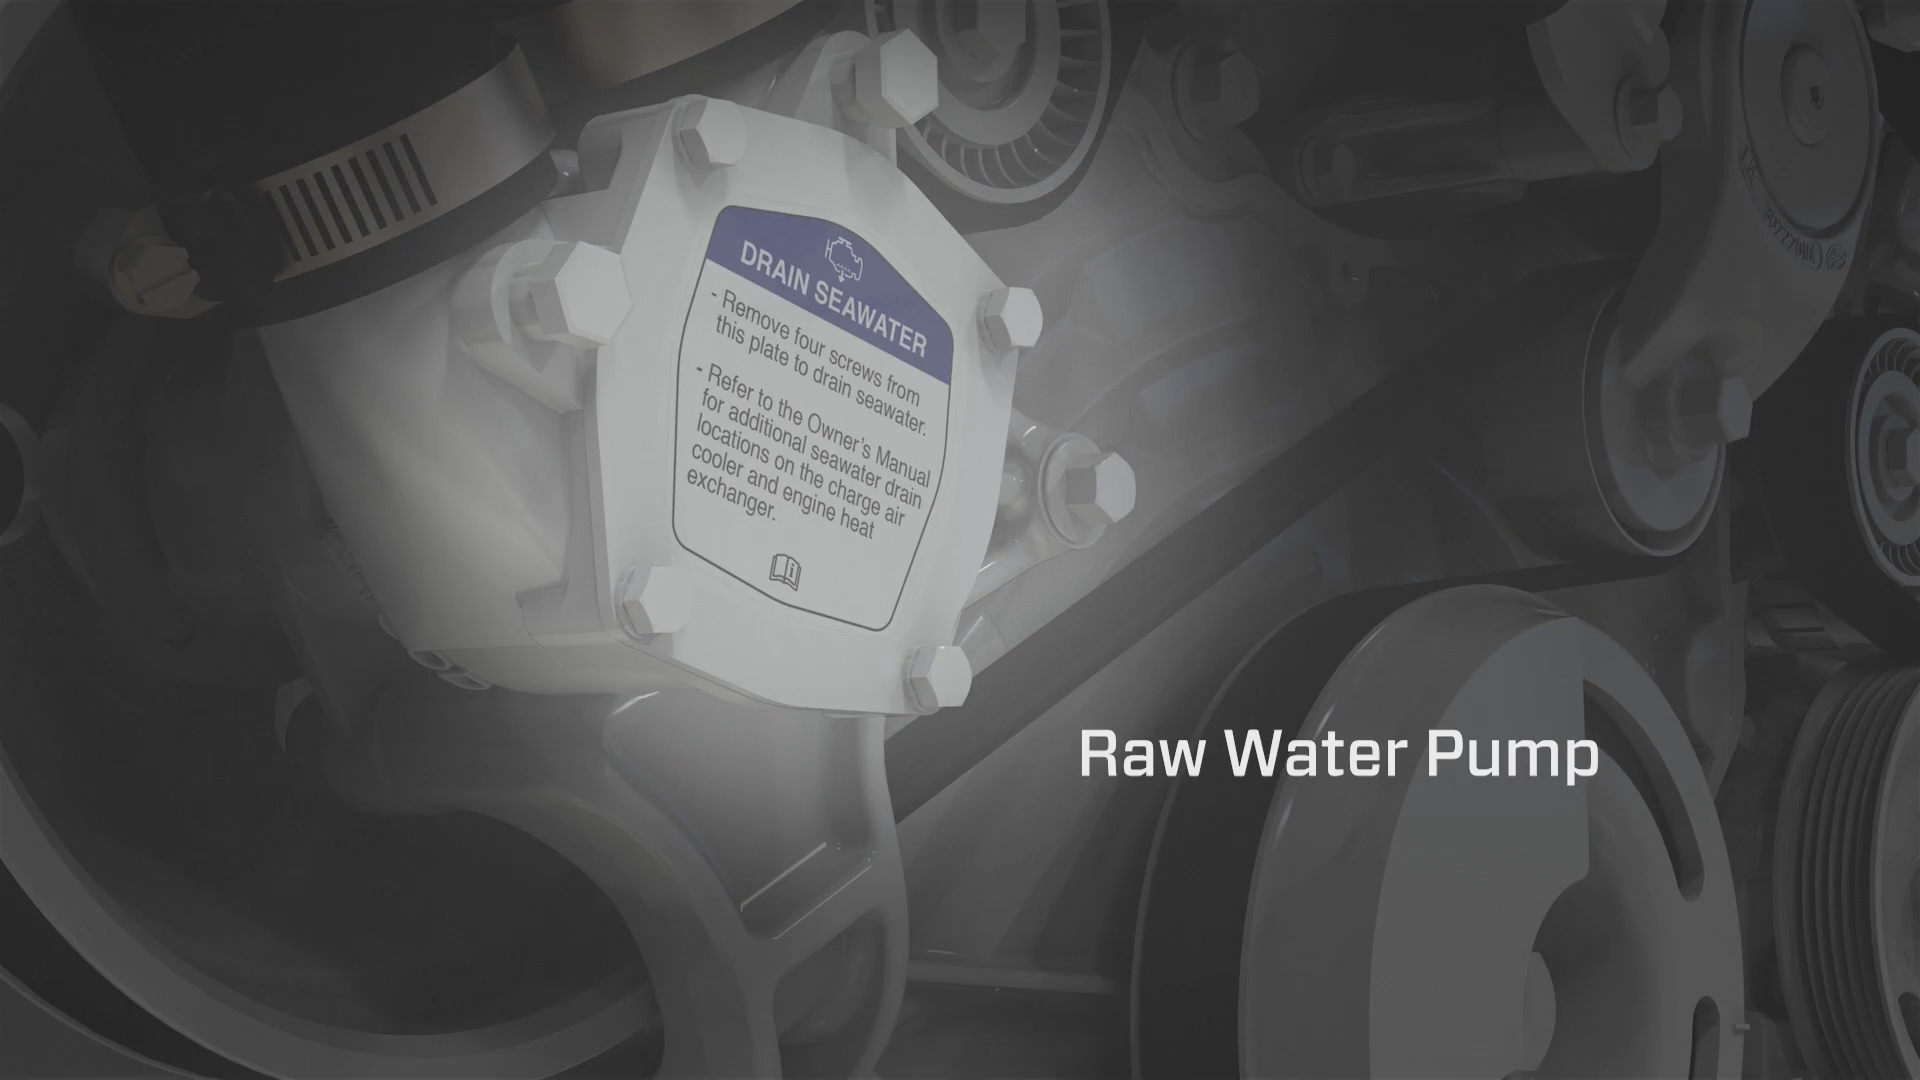 DRAIN SEAWATER
- Remove four screws from
this plate to drain seawater.
- Refer to the Owner's Manual
for additional seawater drain
locations on the charge air
cooler and engine heat
exchanger.
Raw Water Pump